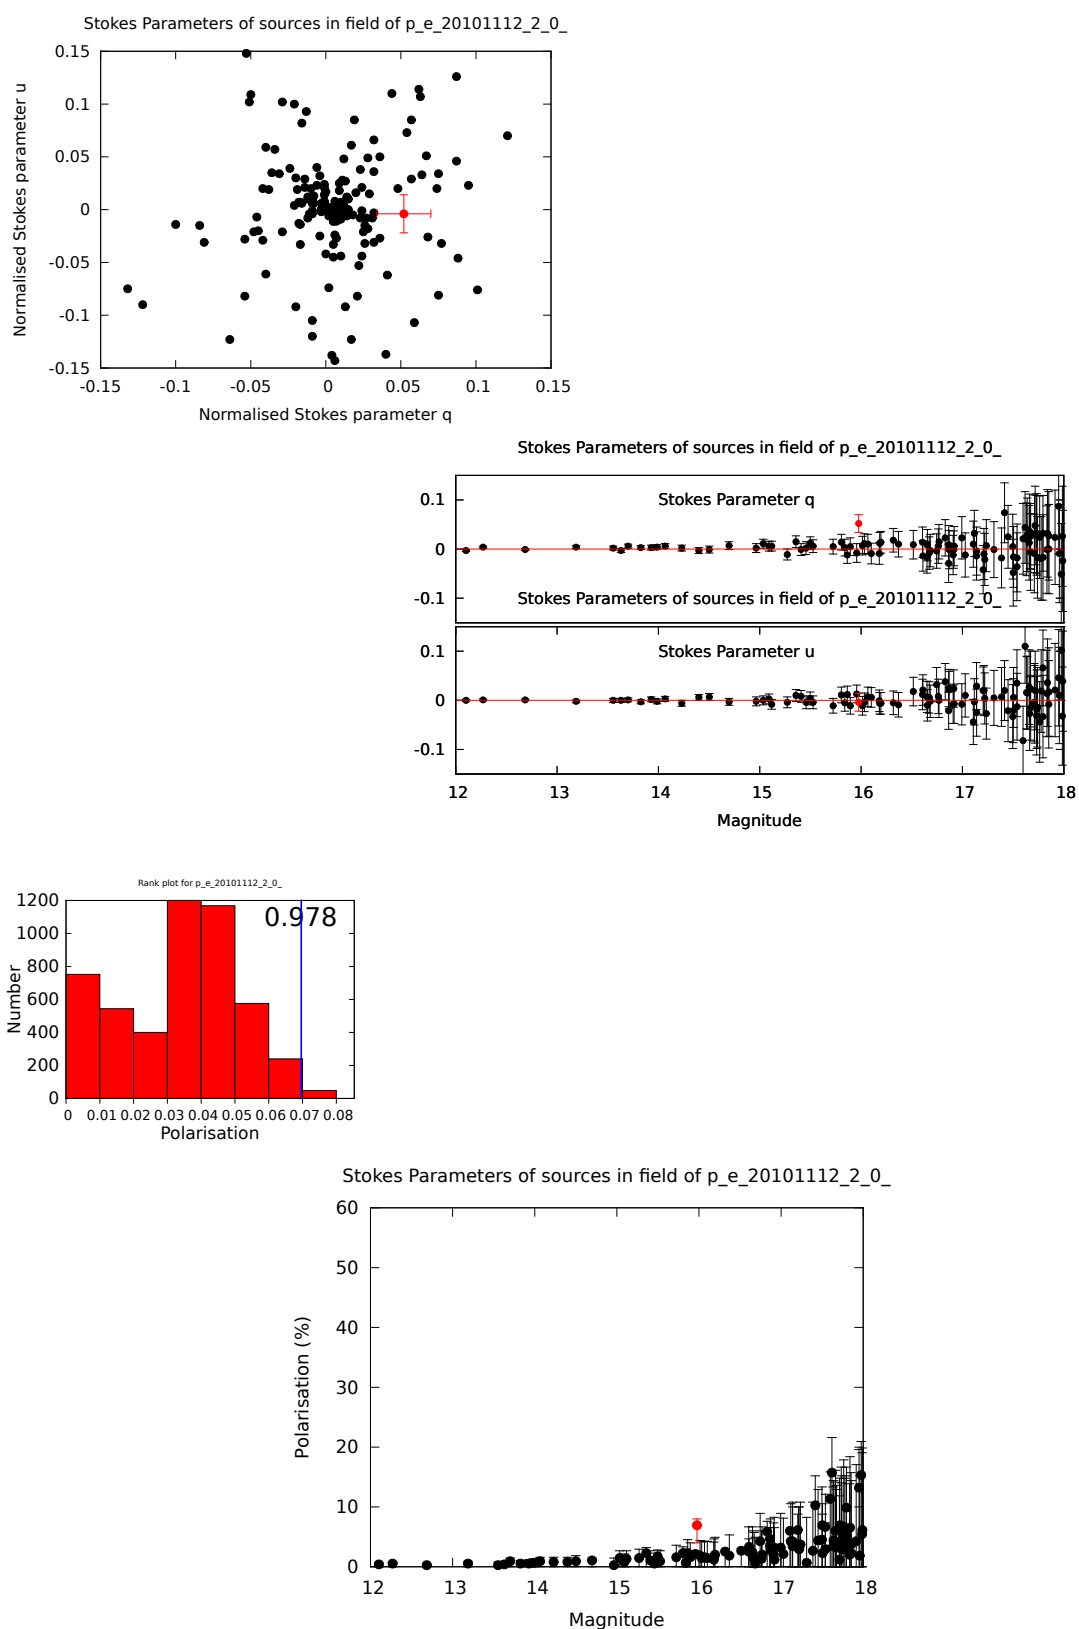 Stokes Parameters of sources in field of p_e_20101112_2_0_
0.15
0.1
0.05
0
-0.05
-0.1
-0.15
-0.15 -0.1 -0.05 0 0.05 0.1 0.15
Normalised Stokes parameter u
Normalised Stokes parameter q
Stokes Parameters of sources in field of p_e_20101112_2_0_
Stokes Parameter q
0.1
0
-0.1
Stokes Parameters of sources in field of p_e_20101112_2_0_
Stokes Parameter u
0.1
0
-0.1
12 13 14 15 16 17 18
Magnitude
Rank plot for p_e_20101112_2_0_
0.978
1200
1000
800
600
400
200
0
Number
0 0.01 0.02 0.03 0.04 0.05 0.06 0.07 0.08
Polarisation
Stokes Parameters of sources in field of p_e_20101112_2_0_
60
50
40
30
20
10
0
Polarisation (%)
12 13 14 15 16 17 18
Magnitude